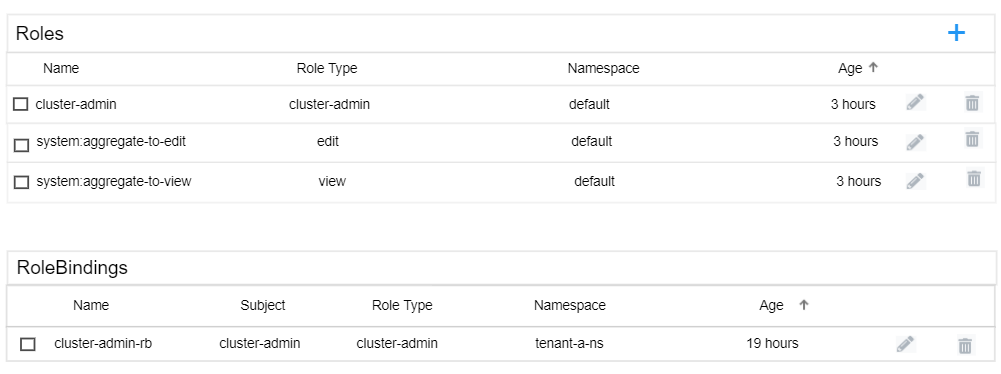 Roles
Name Role Type Namespace Age
cluster-admin cluster-admin default 3 hours
system:aggregate-to-edit edit default 3 hours
system:aggregate-to-view view default 3 hours
RoleBindings
Name Subject Role Type Namespace Age
cluster-admin-rb cluster-admin cluster-admin tenant-a-ns 19 hours